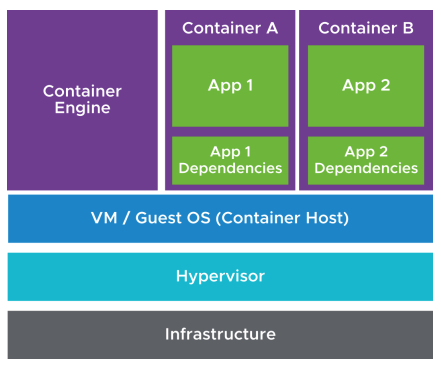 Container
Engine
Container A
App 1
App 1
Dependencies
Container B
App 2
App 2
Dependencies
VM / Guest OS (Container Host)
Hypervisor
Infrastructure